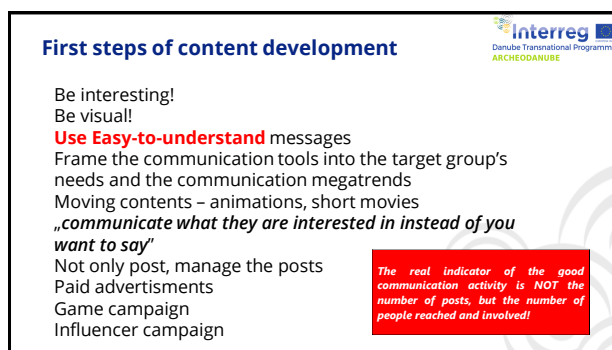 First steps of content development
Interreg
Danube Transnational Programm
ARCHEODANUBE
Be interesting!
Be visual!
Use Easy-to-understand messages
Frame the communication tools into the target group's
needs and the communication megatrends
Moving contents – animations, short movies
„communicate what they are interested in instead of you
want to say"
Not only post, manage the posts
Paid advertisments
Game campaign
Influencer campaign
The real indicator of the good
communication activity is NOT the
number of posts, but the number of
people reached and involved!